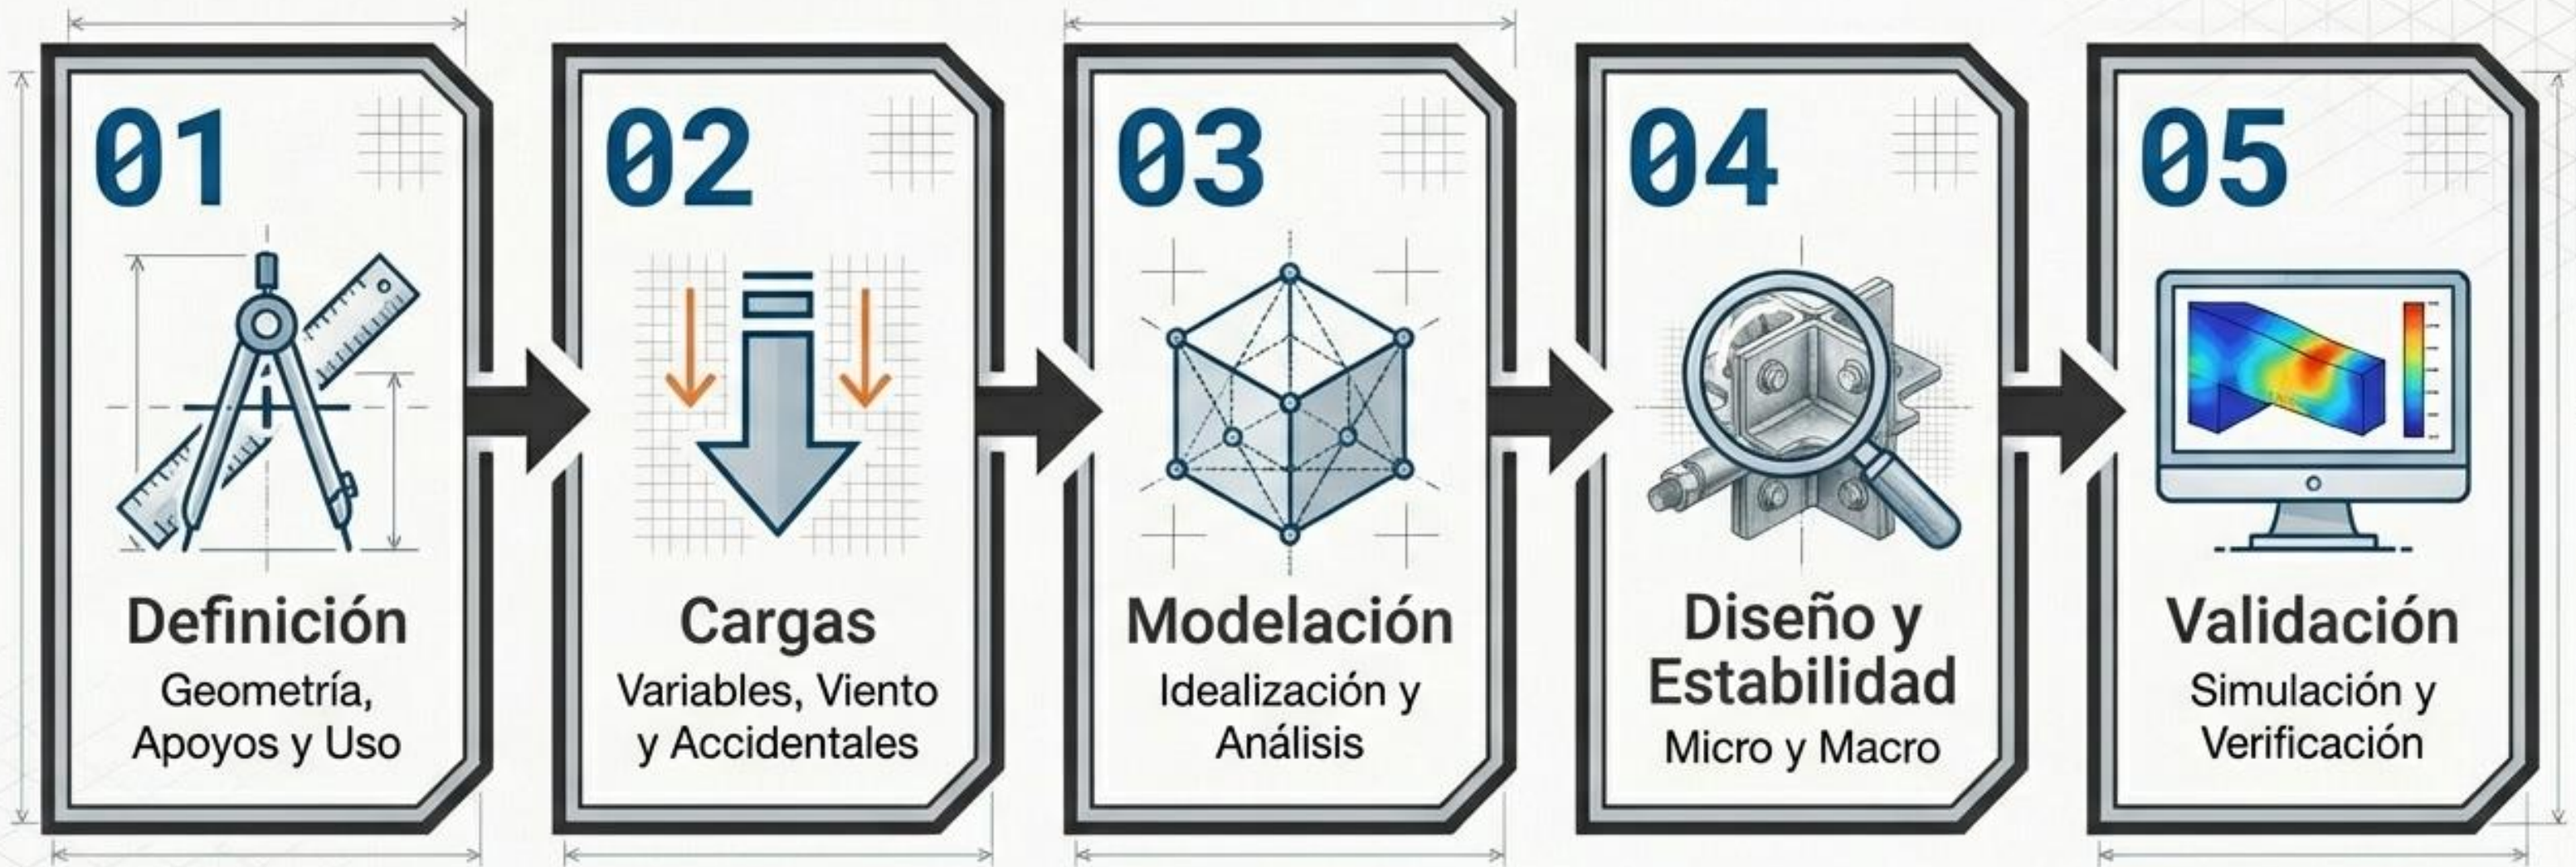 01
Definición
Geometría,
Apoyos y Uso
02
Cargas
Variables, Viento
y Accidentales
03
Modelación
Idealización y
Análisis
04
Diseño y
Estabilidad
Micro y Macro
05
Validación
Simulación y
Verificación